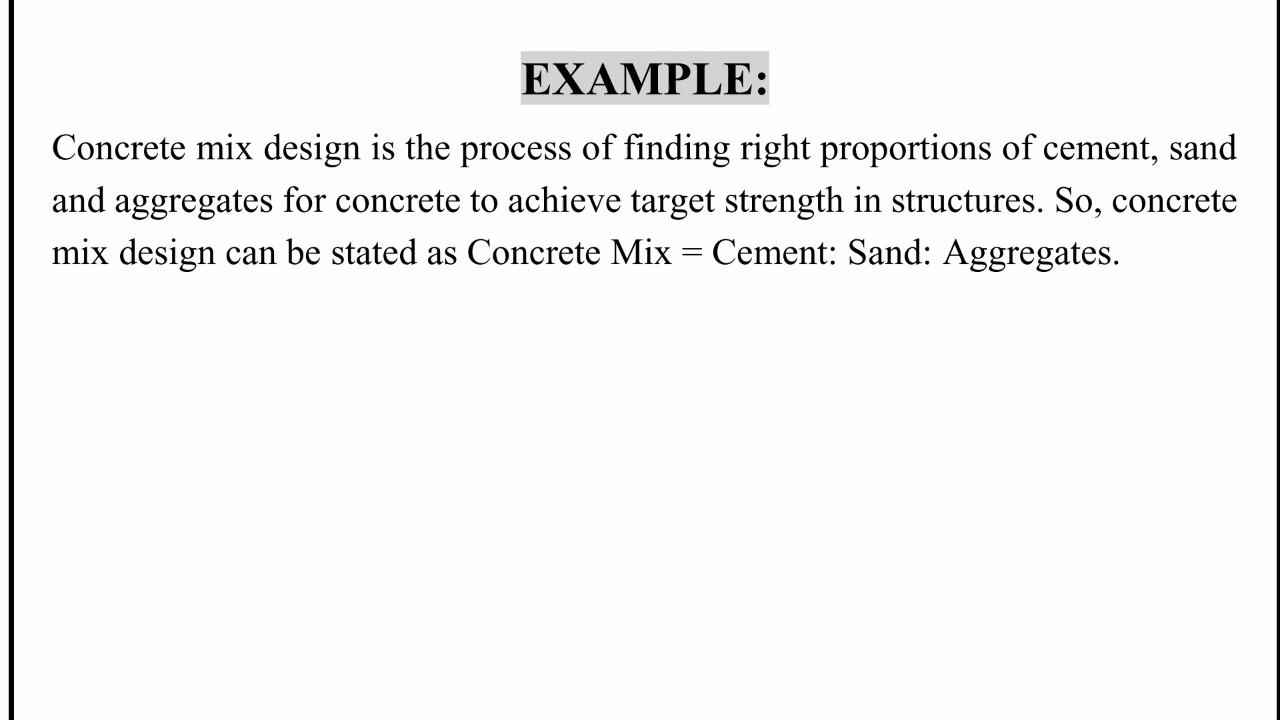 EXAMPLE:
Concrete mix design is the process of finding right proportions of cement, sand
and aggregates for concrete to achieve target strength in structures. So, concrete
mix design can be stated as Concrete Mix = Cement: Sand: Aggregates.